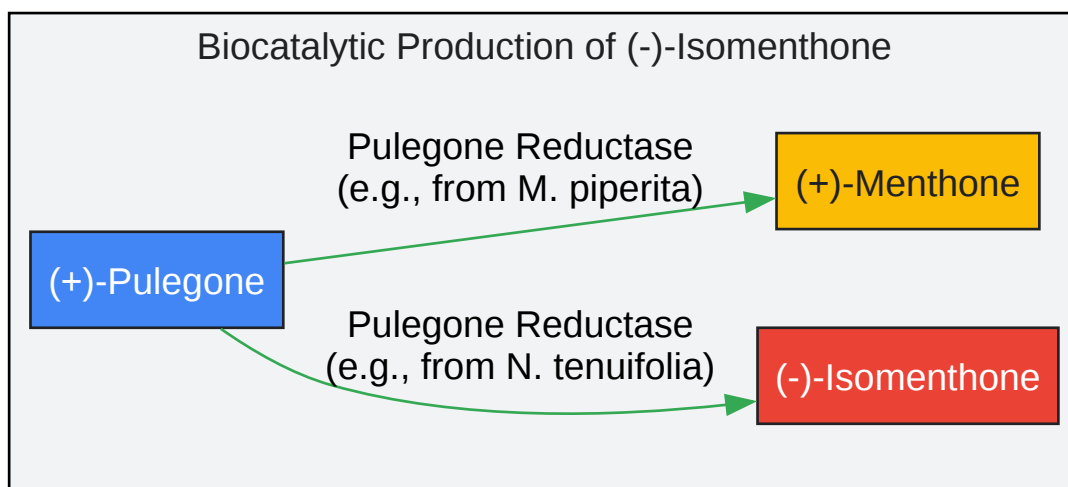 Biocatalytic Production of (-)-Isomenthone
Pulegone Reductase
(e.g., from M. piperita)
(+)-Menthone
(+)-Pulegone
Pulegone Reductase
(e.g., from N. tenuifolia)
(-)-Isomenthone